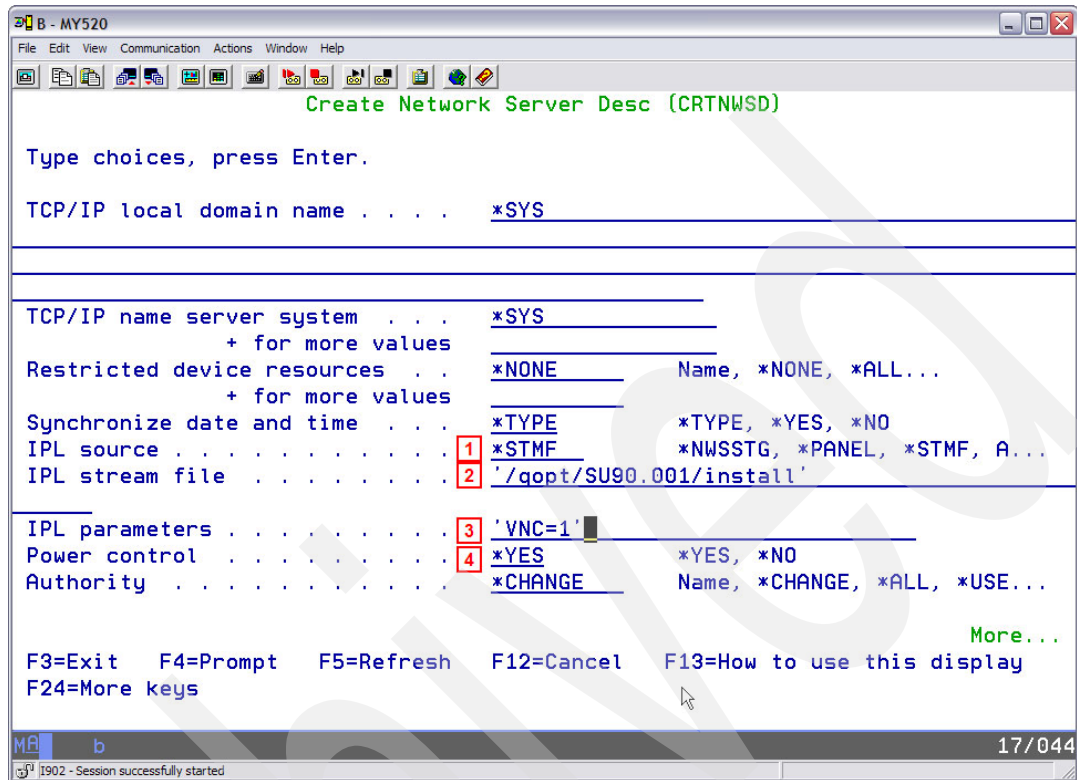 B - MY520
File Edit View Communication Actions Window Help
Create Network Server Desc (CRTNWSD)
Type choices, press Enter.
TCP/IP local domain name . . . . *SYS
TCP/IP name server system . . . *SYS
+ for more values
Restricted device resources . . *NONE Name, *NONE, *ALL...
+ for more values
Synchronize date and time . . . *TYPE *TYPE, *YES, *NO
IPL source . . . . . . . . . . . 1 *STMF *NWSSTG, *PANEL, *STMF, A...
IPL stream file . . . . . . . . 2 '/qopt/SU90.001/install'
IPL parameters . . . . . . . . . 3 'VNC=1'
Power control . . . . . . . . . 4 *YES *YES, *NO
Authority . . . . . . . . . . . *CHANGE Name, *CHANGE, *ALL, *USE...
More...
F3=Exit F4=Prompt F5=Refresh F12=Cancel F13=How to use this display
F24=More keys
MA b 17/044
I902 - Session successfully started